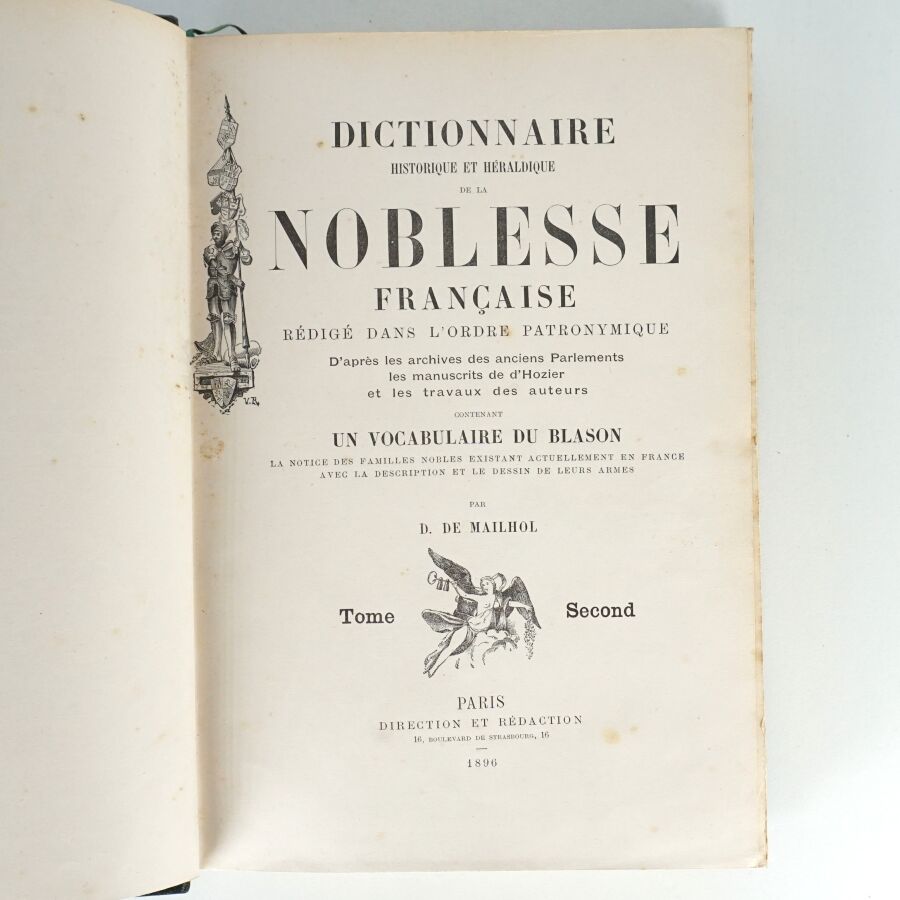 DICTIONNAIRE
HISTORIQUE ET HÉRALDIQUE
DE LA
NOBLESSE
FRANÇAISE
RÉDIGÉ DANS L'ORDRE PATRONYMIQUE
D'après les archives des anciens Parlements
les manuscrits de d'Hozier
et les travaux des auteurs
CONTENANT
UN VOCABULAIRE DU BLASON
LA NOTICE DES FAMILLES NOBLES EXISTANT ACTUELLEMENT EN FRANCE
AVEC LA DESCRIPTION ET LE DESSIN DE LEURS ARMES
PAR
D. DE MAILHOL
Tome Second
PARIS
DIRECTION ET RÉDACTION
16, BOULEVARD DE STRASBOURG, 16
1896
V.R.